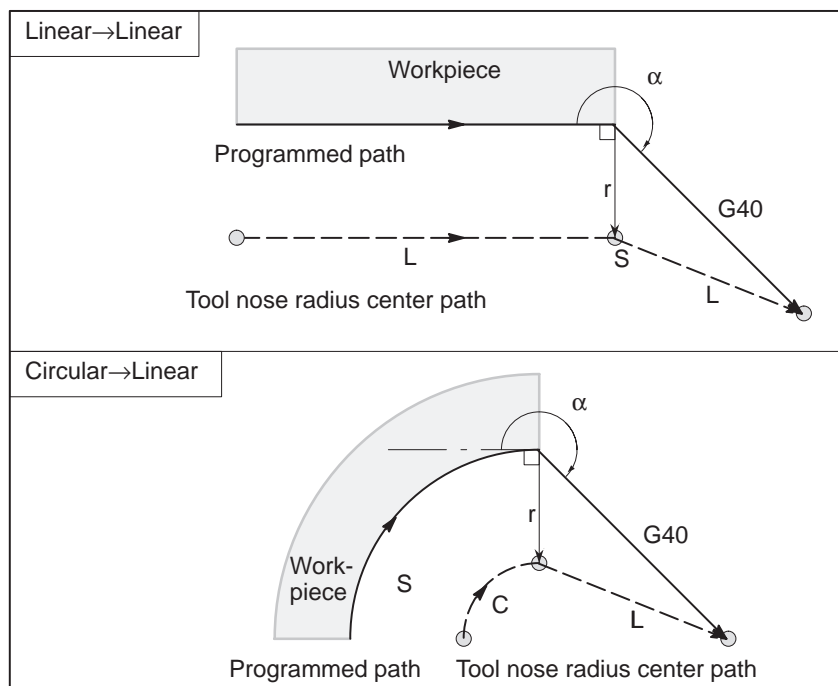 Linear→Linear
Workpiece
α
Programmed path
r
G40
L
S
L
Tool nose radius center path
Circular→Linear
α
r
G40
Work-
piece
S
C
L
Programmed path
Tool nose radius center path